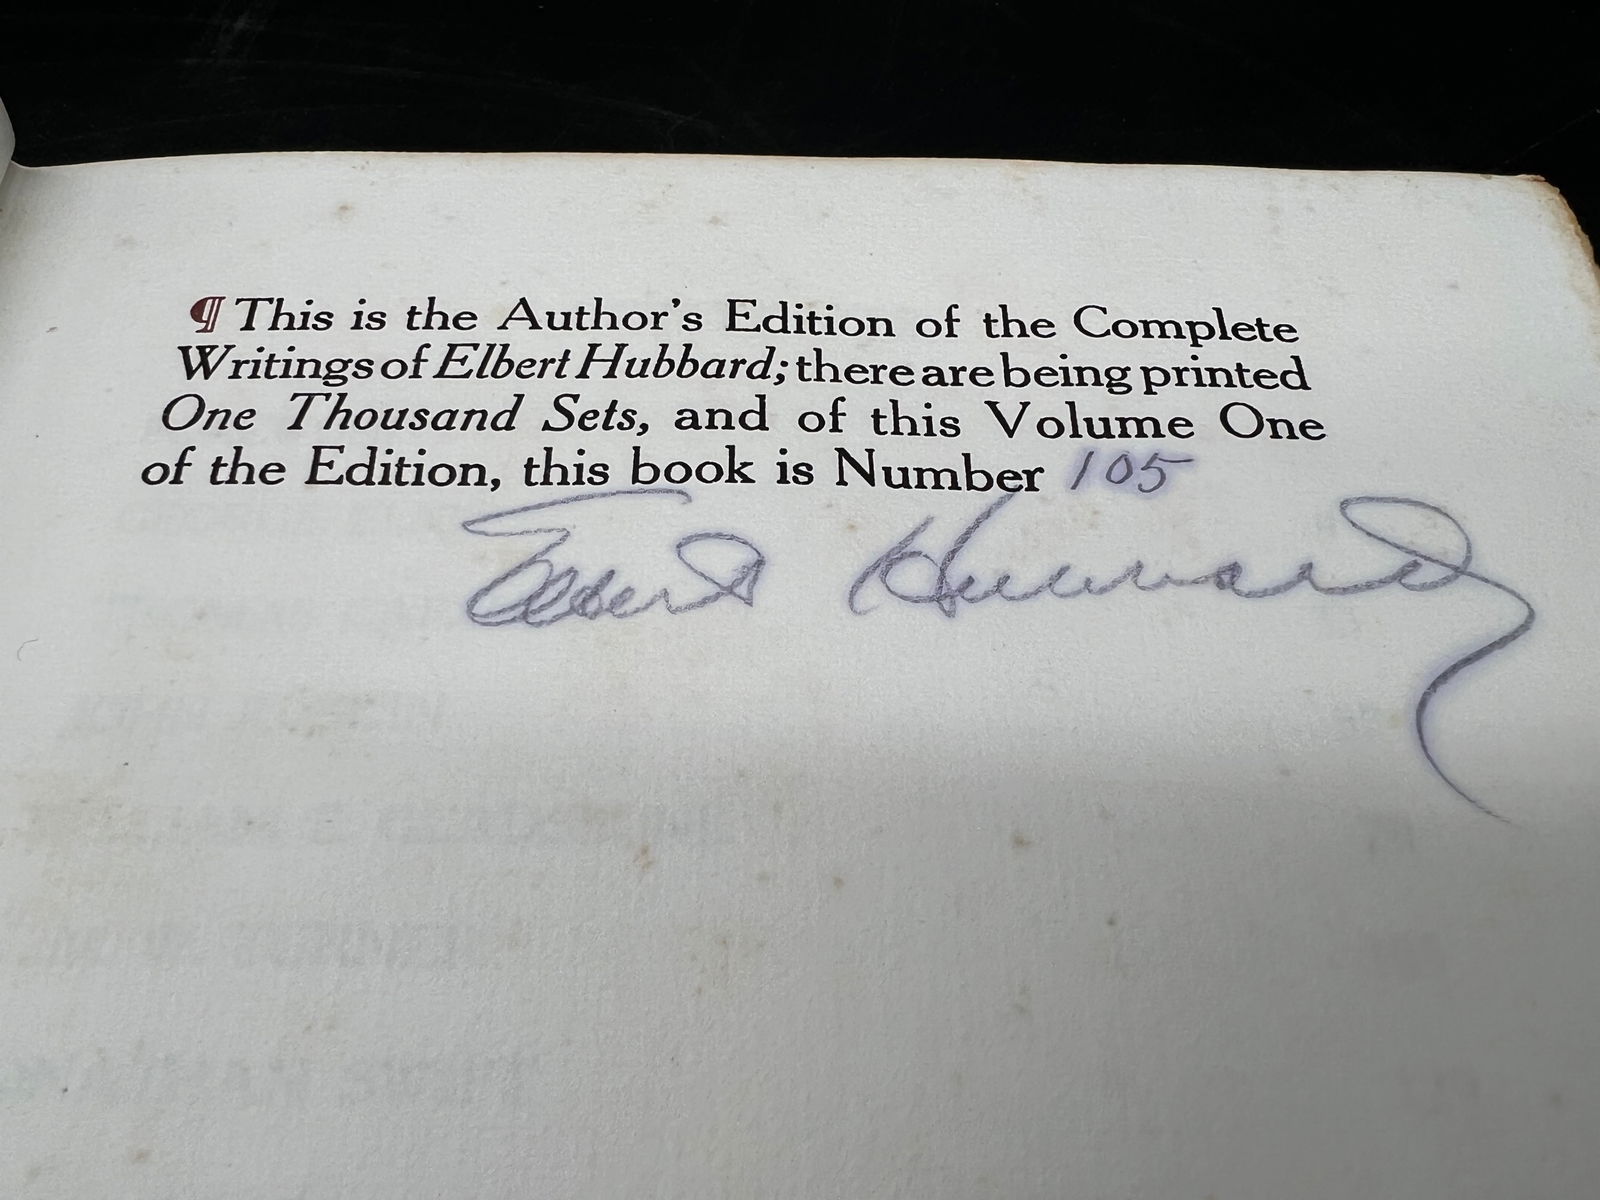 ¶ This is the Author's Edition of the Complete
Writings of Elbert Hubbard; there are being printed
One Thousand Sets, and of this Volume One
of the Edition, this book is Number 105
Elbert Hubbard